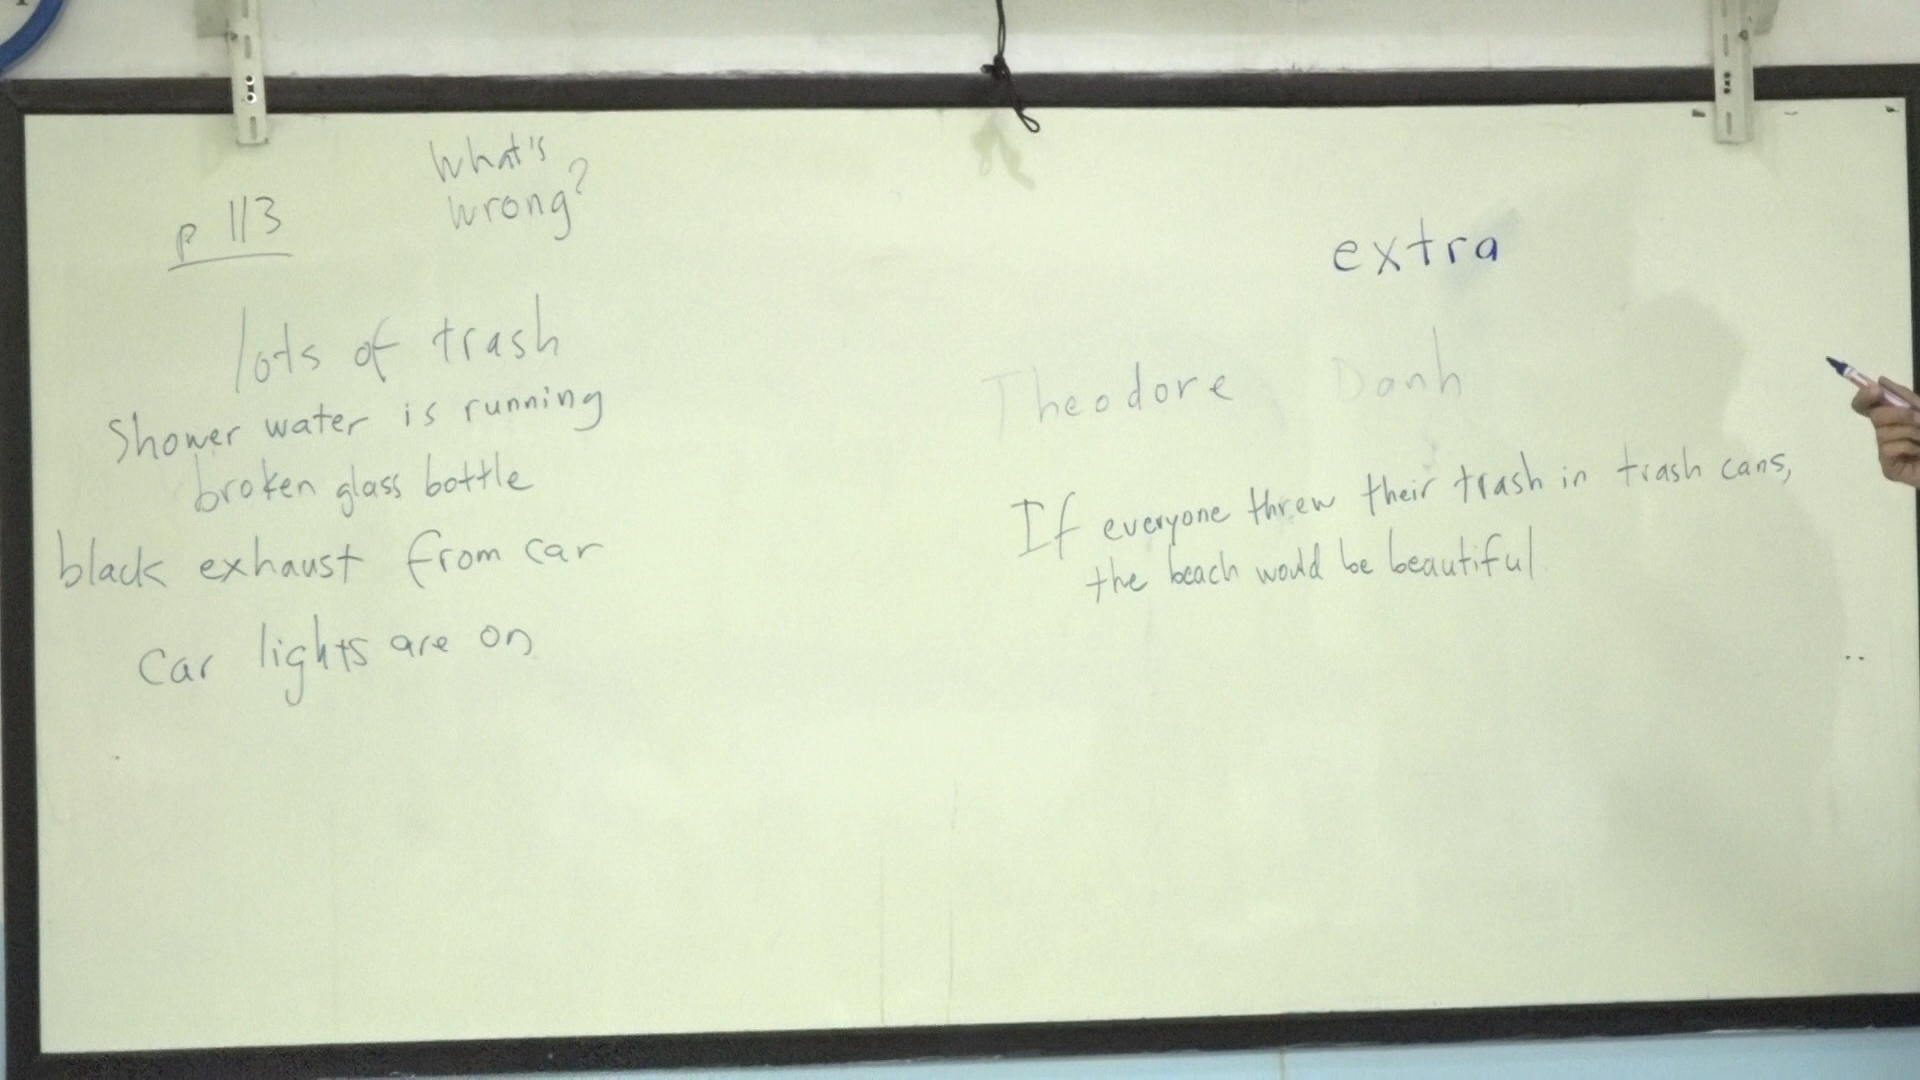 What's
wrong?
p 113
lots of trash
Shower water is running
broken glass bottle
black exhaust from car
Car lights are on
extra
Theodore Danh
If everyone threw their trash in trash cans,
the beach would be beautiful.